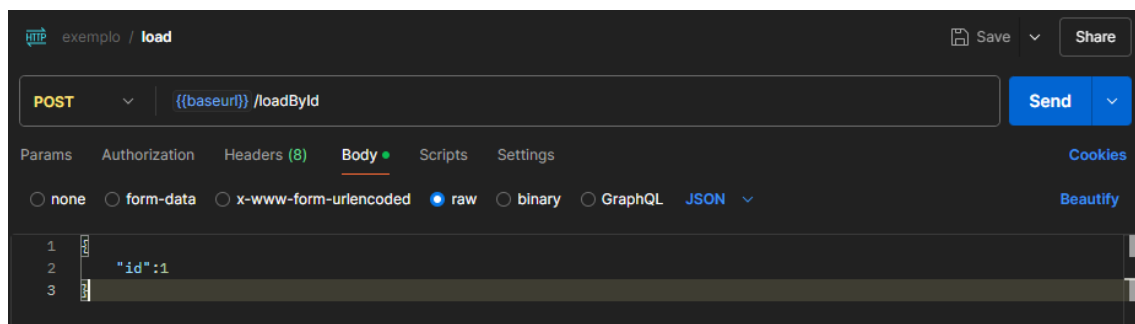 HTTP exemplo / load Save Share
POST {{baseurl}} /loadById Send
Params Authorization Headers (8) Body Scripts Settings Cookies
none form-data x-www-form-urlencoded raw binary GraphQL JSON Beautify
1 {
2 "id":1
3 }